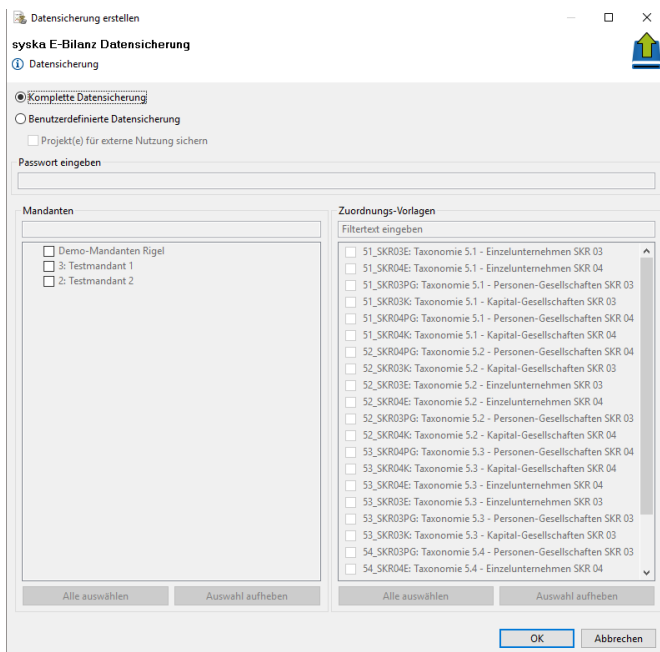 Datensicherung erstellen
syska E-Bilanz Datensicherung
Datensicherung
Komplette Datensicherung
Benutzerdefinierte Datensicherung
Projekt(e) für externe Nutzung sichern
Passwort eingeben
Mandanten
Demo-Mandanten Rigel
3: Testmandant 1
2: Testmandant 2
Alle auswählen
Auswahl aufheben
Zuordnungs-Vorlagen
Filtertext eingeben
51_SKR03E: Taxonomie 5.1 - Einzelunternehmen SKR 03
51_SKR04E: Taxonomie 5.1 - Einzelunternehmen SKR 04
51_SKR03PG: Taxonomie 5.1 - Personen-Gesellschaften SKR 03
51_SKR03K: Taxonomie 5.1 - Kapital-Gesellschaften SKR 03
51_SKR04PG: Taxonomie 5.1 - Personen-Gesellschaften SKR 04
51_SKR04K: Taxonomie 5.1 - Kapital-Gesellschaften SKR 04
52_SKR04PG: Taxonomie 5.2 - Personen-Gesellschaften SKR 04
52_SKR03K: Taxonomie 5.2 - Kapital-Gesellschaften SKR 03
52_SKR03E: Taxonomie 5.2 - Einzelunternehmen SKR 03
52_SKR04E: Taxonomie 5.2 - Einzelunternehmen SKR 04
52_SKR03PG: Taxonomie 5.2 - Personen-Gesellschaften SKR 03
52_SKR04K: Taxonomie 5.2 - Kapital-Gesellschaften SKR 04
53_SKR04PG: Taxonomie 5.3 - Personen-Gesellschaften SKR 04
53_SKR04K: Taxonomie 5.3 - Kapital-Gesellschaften SKR 04
53_SKR04E: Taxonomie 5.3 - Einzelunternehmen SKR 04
53_SKR03E: Taxonomie 5.3 - Einzelunternehmen SKR 03
53_SKR03PG: Taxonomie 5.3 - Personen-Gesellschaften SKR 03
53_SKR03K: Taxonomie 5.3 - Kapital-Gesellschaften SKR 03
54_SKR03PG: Taxonomie 5.4 - Personen-Gesellschaften SKR 03
54_SKR04E: Taxonomie 5.4 - Einzelunternehmen SKR 04
Alle auswählen
Auswahl aufheben
OK
Abbrechen